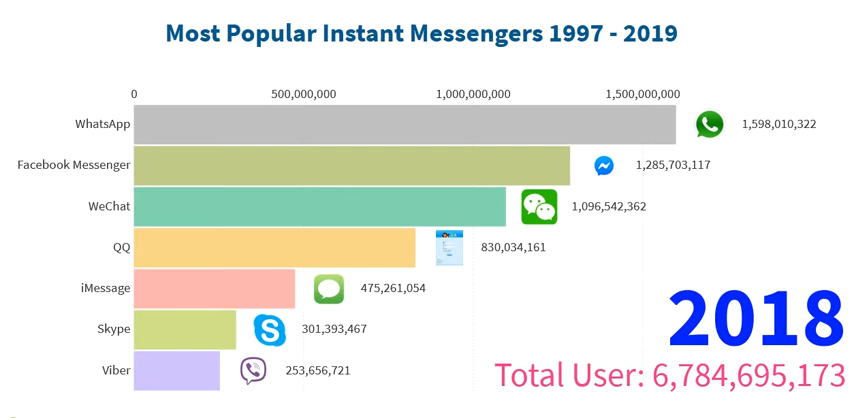 Most Popular Instant Messengers 1997 - 2019
0 500,000,000 1,000,000,000 1,500,000,000
WhatsApp 1,598,010,322
Facebook Messenger 1,285,703,117
WeChat 1,096,542,362
QQ 830,034,161
iMessage 475,261,054
Skype 301,393,467
Viber 253,656,721
2018
Total User: 6,784,695,173